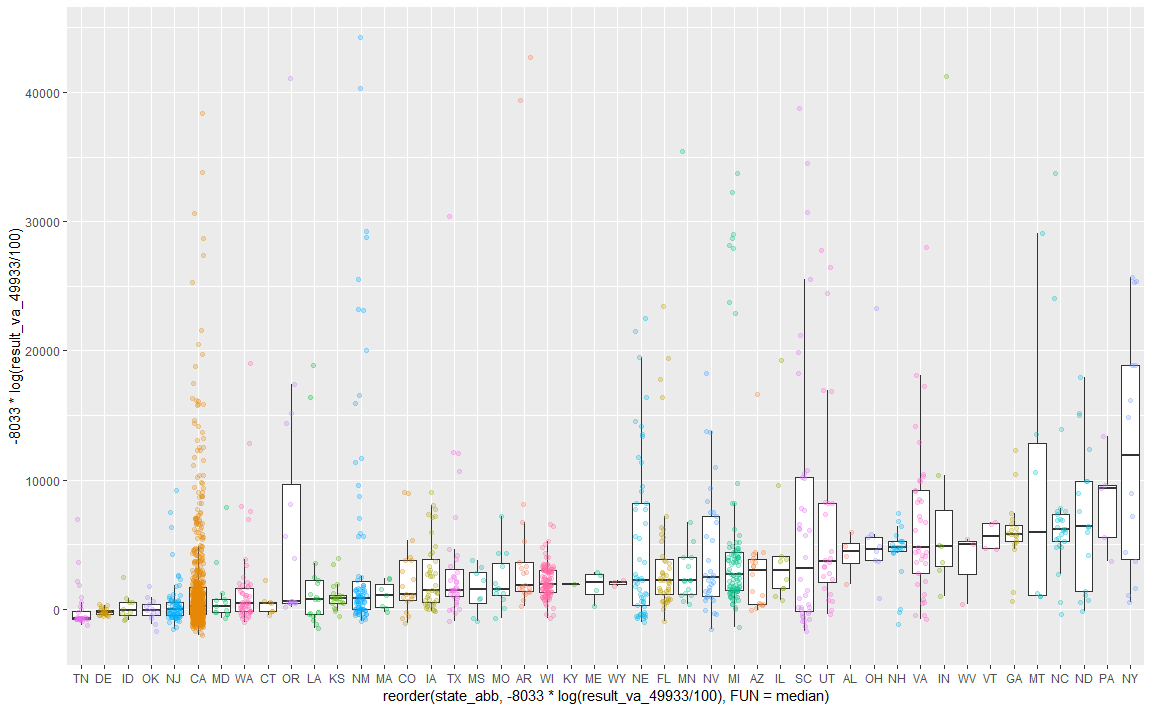 -8033 * log(result_va_49933/100)
40000
30000
20000
10000
0
TN DE ID OK NJ CA MD WA CT OR LA KS NM MA CO IA TX MS MO AR WI KY ME WY NE FL MN NV MI AZ IL SC UT AL OH NH VA IN WV VT GA MT NC ND PA NY
reorder(state_abb, -8033 * log(result_va_49933/100), FUN = median)